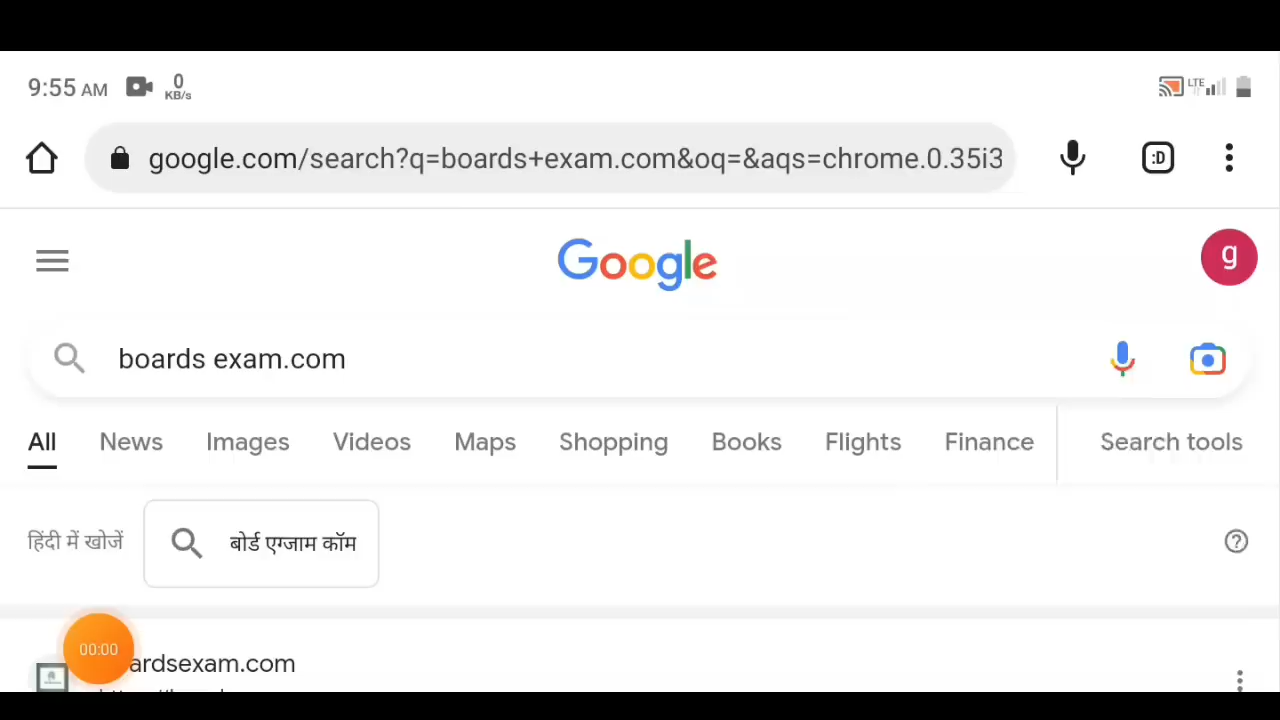 9:55 AM 0 KB/s LTE
google.com/search?q=boards+exam.com&oq=&aqs=chrome.0.35i3
:D
Google
g
boards exam.com
All News Images Videos Maps Shopping Books Flights Finance Search tools
हिंदी में खोजें बोर्ड एग्जाम कॉम
00:00 ardsexam.com